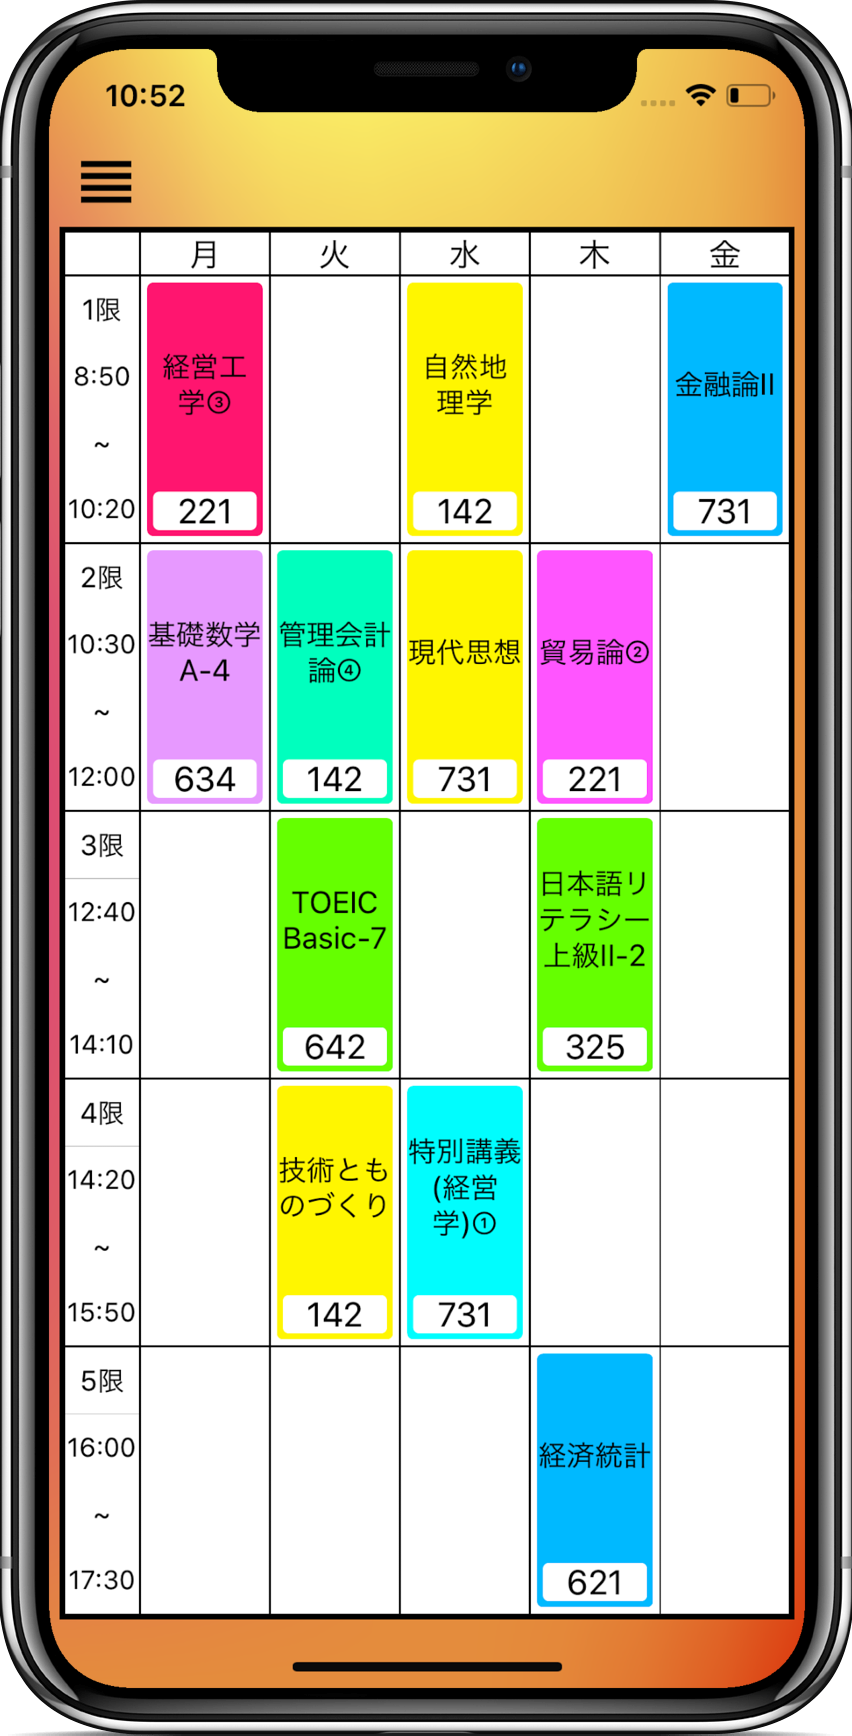 10:52
月 火 水 木 金
1限
8:50
~
10:20
経営工
学③
221
自然地
理学
142
金融論II
731
2限
10:30
~
12:00
基礎数学
A-4
634
管理会計
論④
142
現代思想
731
貿易論②
221
3限
12:40
~
14:10
TOEIC
Basic-7
642
日本語リ
テラシー
上級II-2
325
4限
14:20
~
15:50
技術とも
のづくり
142
特別講義
(経営
学)①
731
5限
16:00
~
17:30
経済統計
621